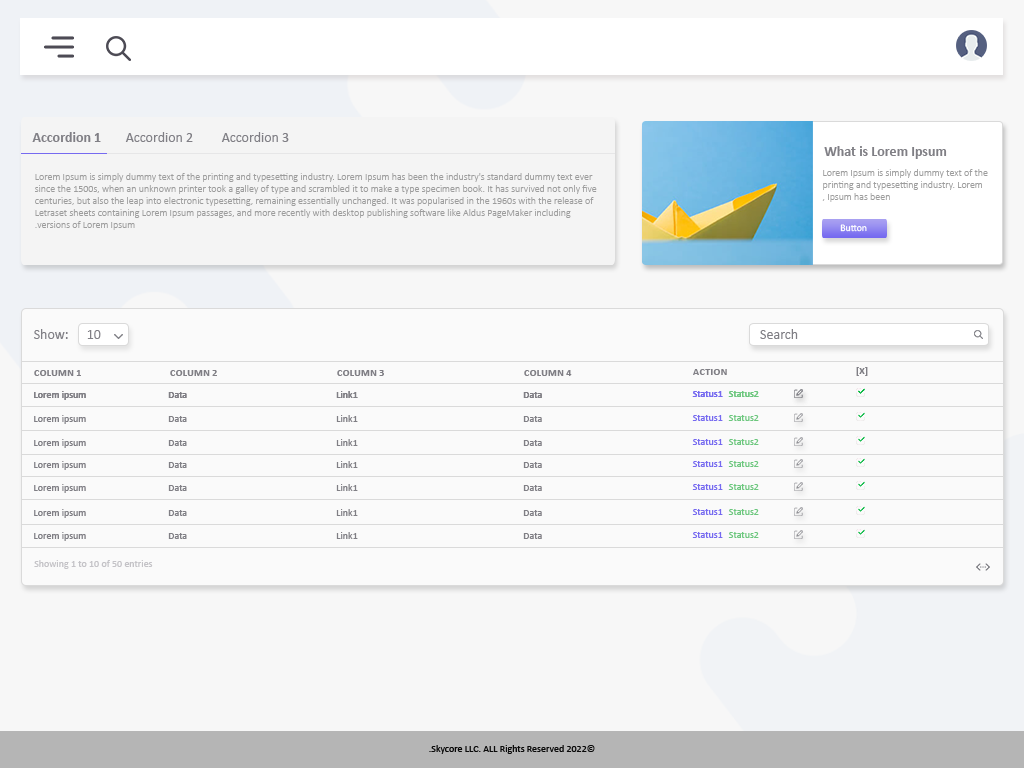 Accordion 1 Accordion 2 Accordion 3
Lorem Ipsum is simply dummy text of the printing and typesetting industry. Lorem Ipsum has been the industry's standard dummy text ever
since the 1500s, when an unknown printer took a galley of type and scrambled it to make a type specimen book. It has survived not only five
centuries, but also the leap into electronic typesetting, remaining essentially unchanged. It was popularised in the 1960s with the release of
Letraset sheets containing Lorem Ipsum passages, and more recently with desktop publishing software like Aldus PageMaker including
.versions of Lorem Ipsum
What is Lorem Ipsum
Lorem Ipsum is simply dummy text of the
printing and typesetting industry. Lorem
, Ipsum has been
Button
Show: 10 Search
COLUMN 1 COLUMN 2 COLUMN 3 COLUMN 4 ACTION [X]
Lorem ipsum Data Link1 Data Status1 Status2
Lorem ipsum Data Link1 Data Status1 Status2
Lorem ipsum Data Link1 Data Status1 Status2
Lorem ipsum Data Link1 Data Status1 Status2
Lorem ipsum Data Link1 Data Status1 Status2
Lorem ipsum Data Link1 Data Status1 Status2
Lorem ipsum Data Link1 Data Status1 Status2
Showing 1 to 10 of 50 entries
.Skycore LLC. ALL Rights Reserved 2022©